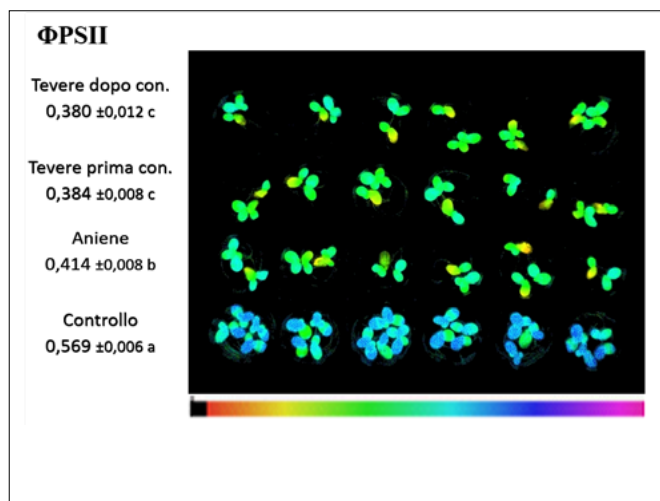 ΦPSII
Tevere dopo con.
0,380 ±0,012 c
Tevere prima con.
0,384 ±0,008 c
Aniene
0,414 ±0,008 b
Controllo
0,569 ±0,006 a